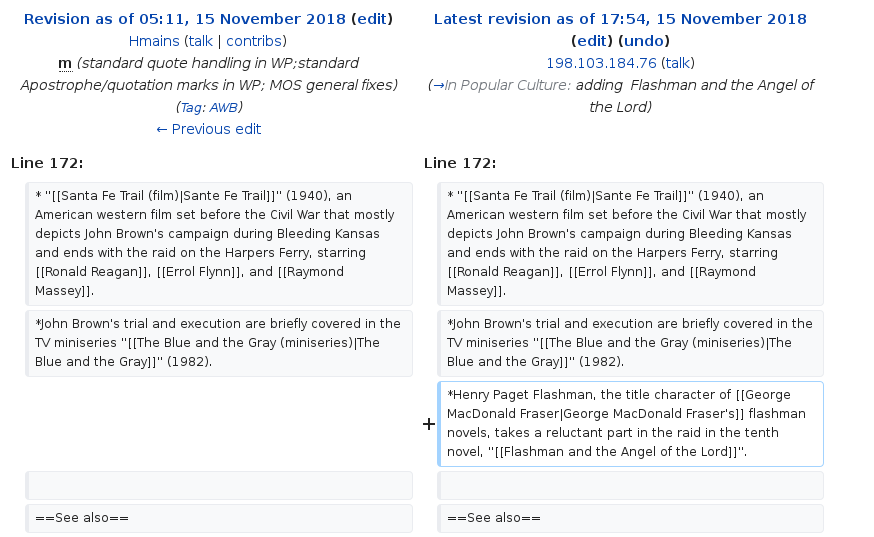 Revision as of 05:11, 15 November 2018 (edit)
Hmains (talk | contribs)
m (standard quote handling in WP;standard
Apostrophe/quotation marks in WP; MOS general fixes)
(Tag: AWB)
← Previous edit
Latest revision as of 17:54, 15 November 2018
(edit) (undo)
198.103.184.76 (talk)
(→In Popular Culture: adding Flashman and the Angel of
the Lord)
Line 172:
Line 172:
* ''[[Santa Fe Trail (film)|Sante Fe Trail]]'' (1940), an
American western film set before the Civil War that mostly
depicts John Brown's campaign during Bleeding Kansas
and ends with the raid on the Harpers Ferry, starring
[[Ronald Reagan]], [[Errol Flynn]], and [[Raymond
Massey]].
* ''[[Santa Fe Trail (film)|Sante Fe Trail]]'' (1940), an
American western film set before the Civil War that mostly
depicts John Brown's campaign during Bleeding Kansas
and ends with the raid on the Harpers Ferry, starring
[[Ronald Reagan]], [[Errol Flynn]], and [[Raymond
Massey]].
*John Brown's trial and execution are briefly covered in the
TV miniseries ''[[The Blue and the Gray (miniseries)|The
Blue and the Gray]]'' (1982).
*John Brown's trial and execution are briefly covered in the
TV miniseries ''[[The Blue and the Gray (miniseries)|The
Blue and the Gray]]'' (1982).
+
*Henry Paget Flashman, the title character of [[George
MacDonald Fraser|George MacDonald Fraser's]] flashman
novels, takes a reluctant part in the raid in the tenth
novel, ''[[Flashman and the Angel of the Lord]]''.
==See also==
==See also==